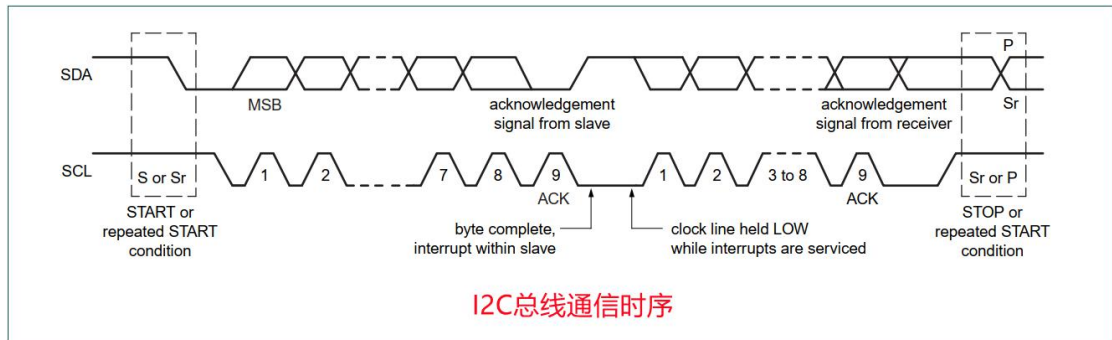 P
SDA
MSB
acknowledgement
signal from slave
acknowledgement
signal from receiver
Sr
SCL
S or Sr
1
2
7
8
9
1
2
3 to 8
9
Sr or P
ACK
ACK
START or
repeated START
condition
byte complete,
interrupt within slave
clock line held LOW
while interrupts are serviced
STOP or
repeated START
condition
I2C总线通信时序